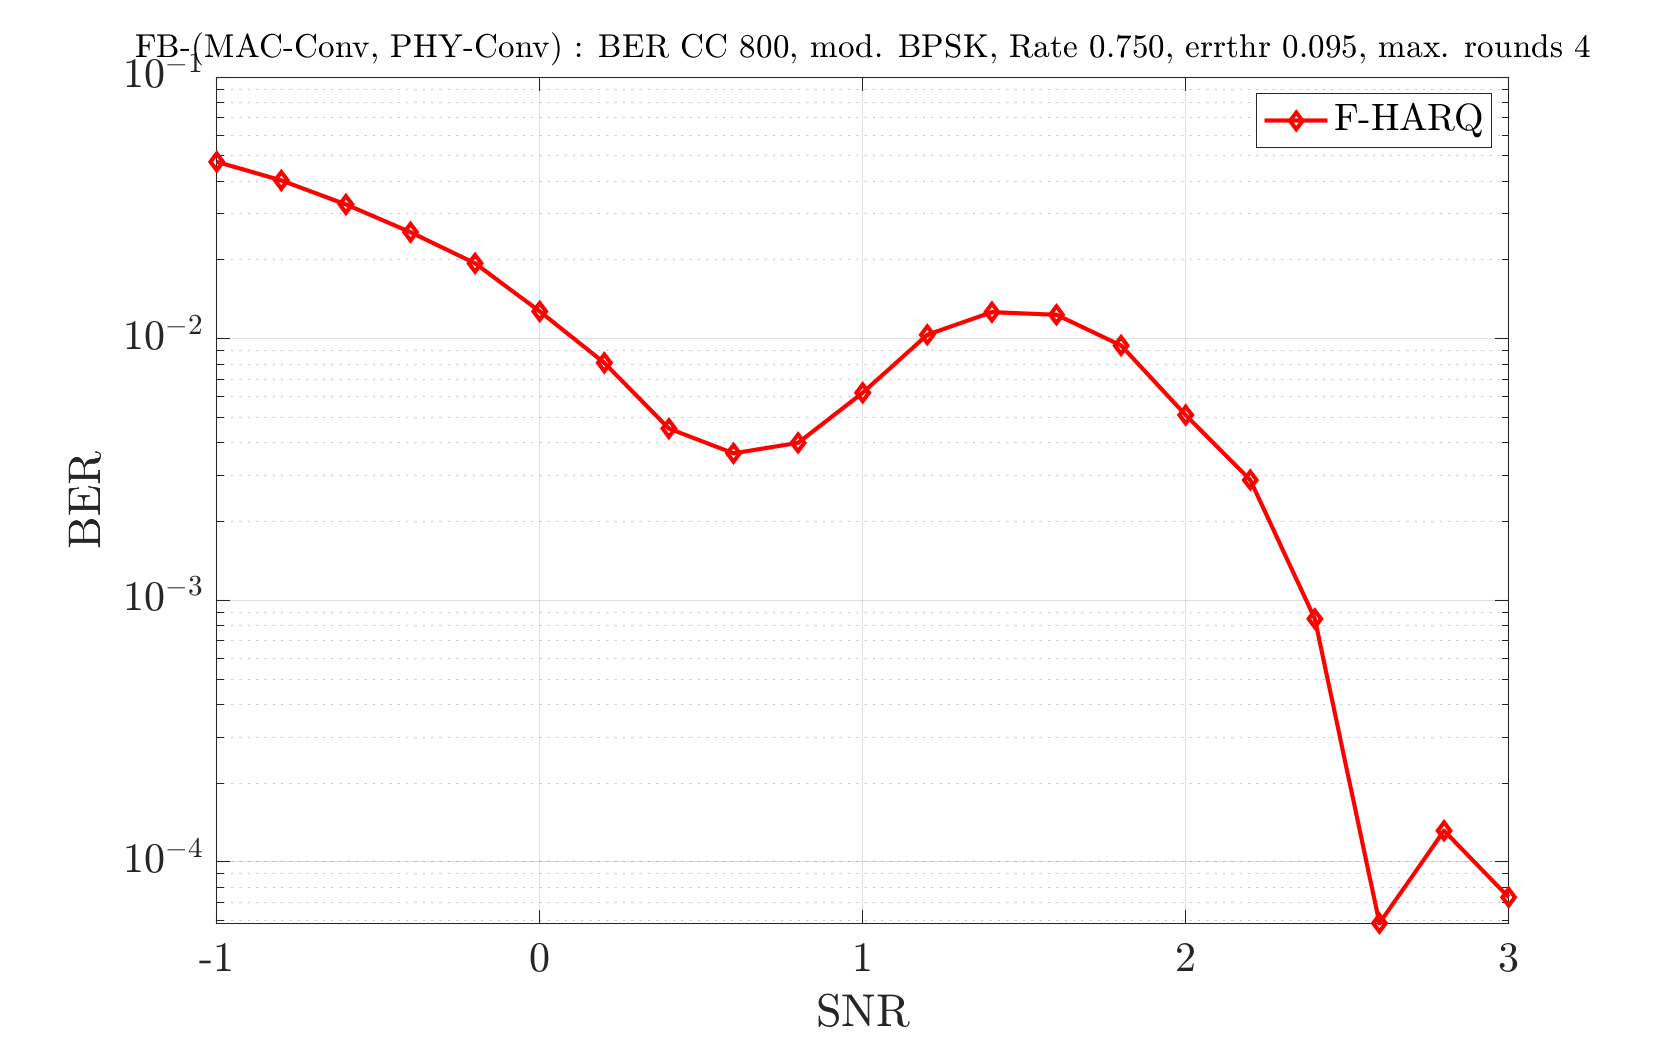 FB-(MAC-Conv, PHY-Conv) : BER CC 800, mod. BPSK, Rate 0.750, errthr 0.095, max. rounds 4
10⁻¹
F-HARQ
10⁻²
BER
10⁻³
10⁻⁴
-1 0 1 2 3
SNR